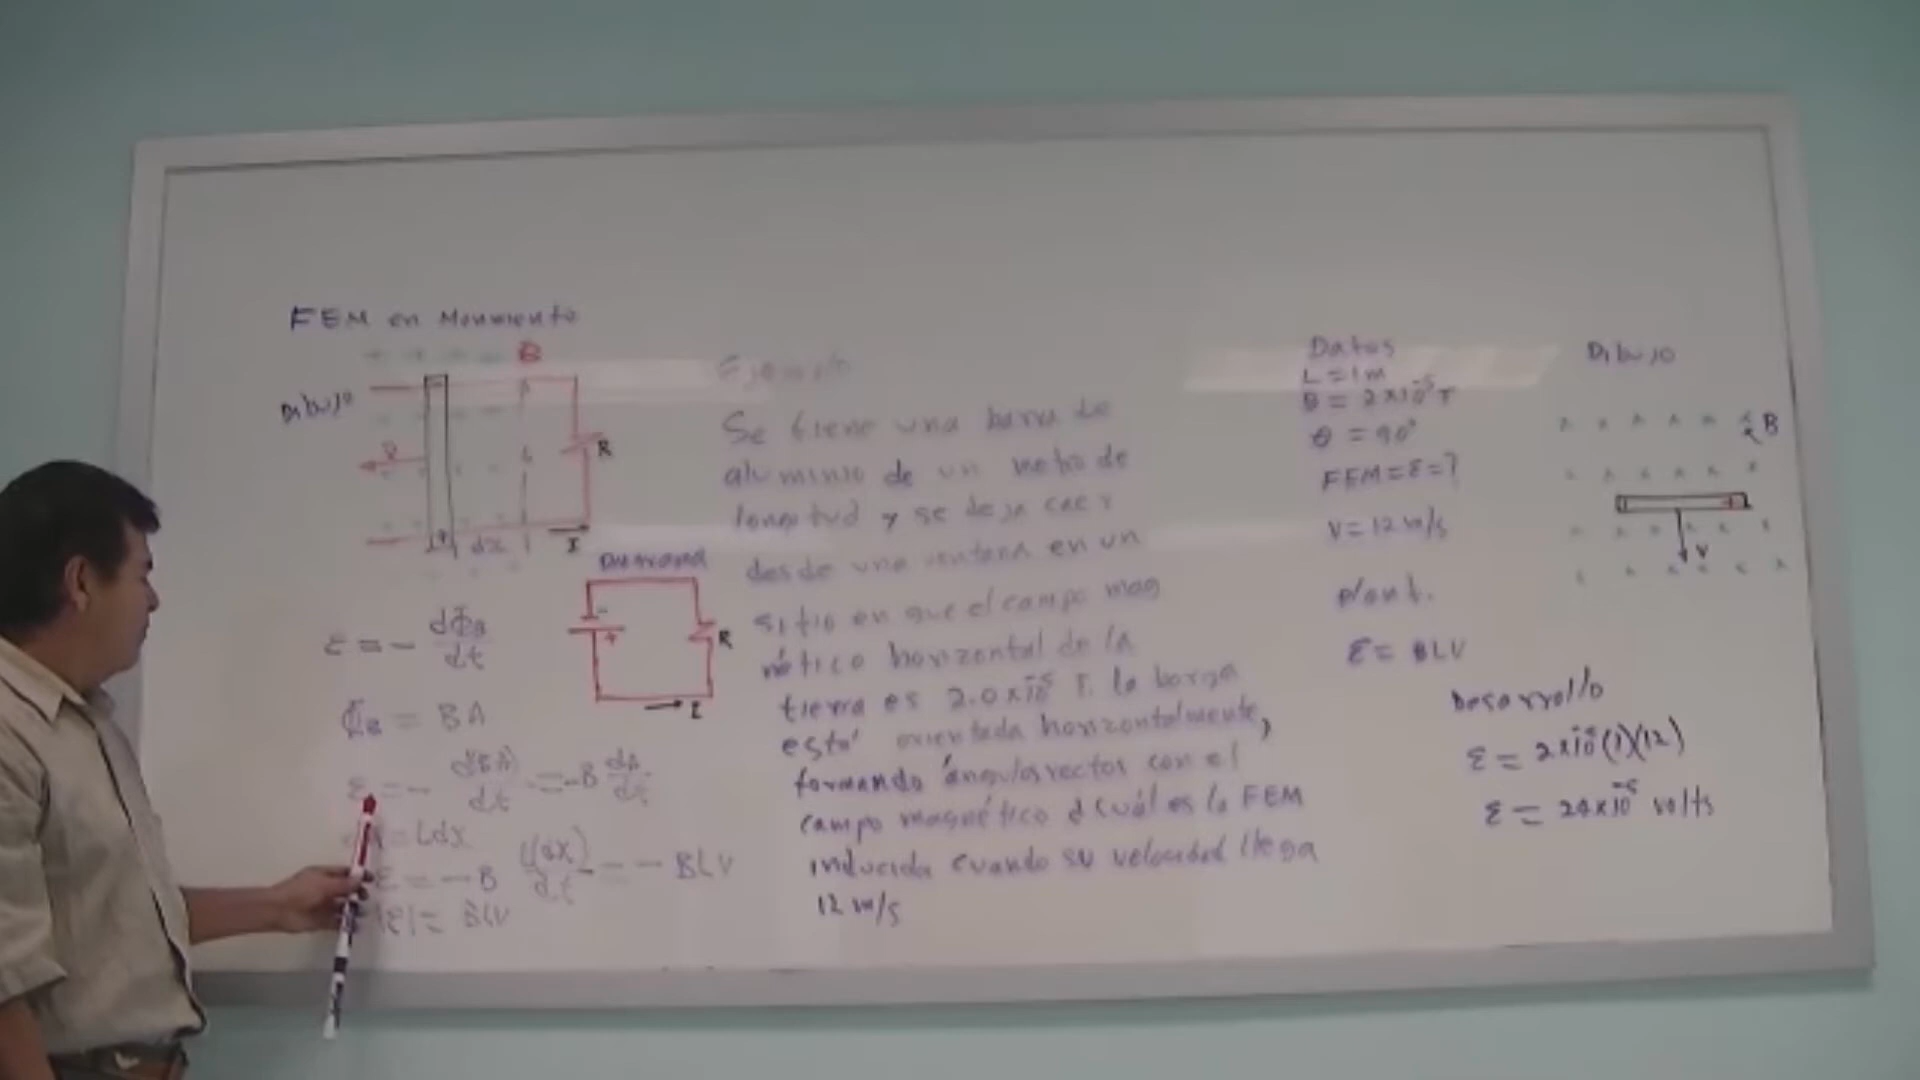 FEM en Movimiento
B
Dibujo
R
dx
I
Diagrama
-
+
R
I
ε = - dΦB/dt
ΦB = BA
ε = - d(BA)/dt = -B dA/dt
= Ldx
ε = -B L(dx)/dt = - BLV
|ε| = BLV
Ejemplo
Se tiene una barra de
aluminio de un metro de
longitud y se deja caer
desde una ventana en un
sitio en que el campo mag
nético horizontal de la
tierra es 2.0x10⁻⁵ T. la
está orientada horizontalmente,
formando ángulos rectos con el
campo magnético ¿cuál es la FEM
inducida cuando su velocidad llega
12 m/s
Datos
L = 1m
B = 2x10⁻⁵ T
θ = 90°
FEM = ε = ?
V = 12 m/s
plant.
ε = BLV
Desarrollo
ε = 2x10⁻⁵(1)(12)
ε = 24x10⁻⁵ volts
Dibujo
B
V